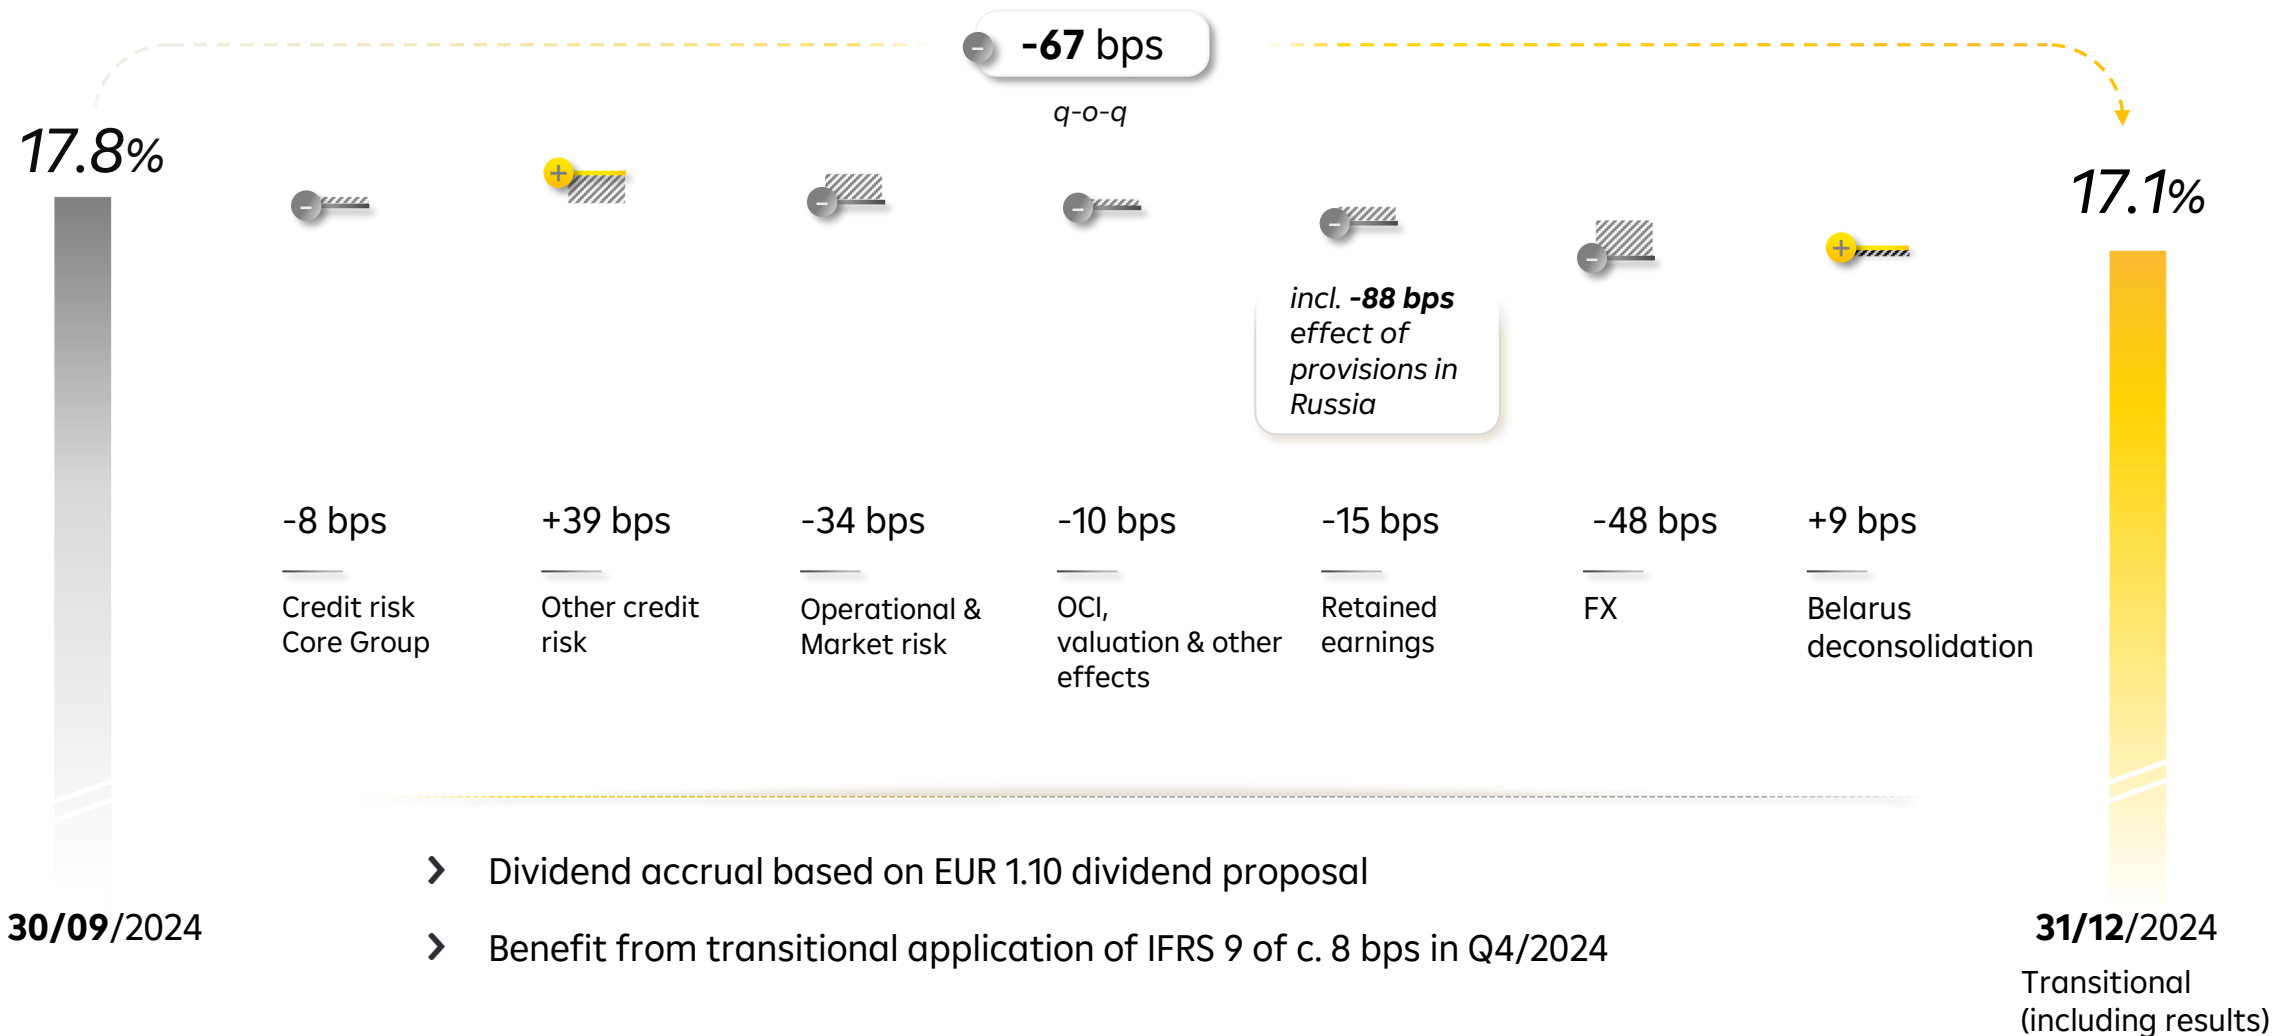 -67 bps
q-o-q
17.8%
17.1%
incl. -88 bps
effect of
provisions in
Russia
-8 bps
Credit risk
Core Group
+39 bps
Other credit
risk
-34 bps
Operational &
Market risk
-10 bps
OCI,
valuation & other
effects
-15 bps
Retained
earnings
-48 bps
FX
+9 bps
Belarus
deconsolidation
Dividend accrual based on EUR 1.10 dividend proposal
Benefit from transitional application of IFRS 9 of c. 8 bps in Q4/2024
30/09/2024
31/12/2024
Transitional
(including results)